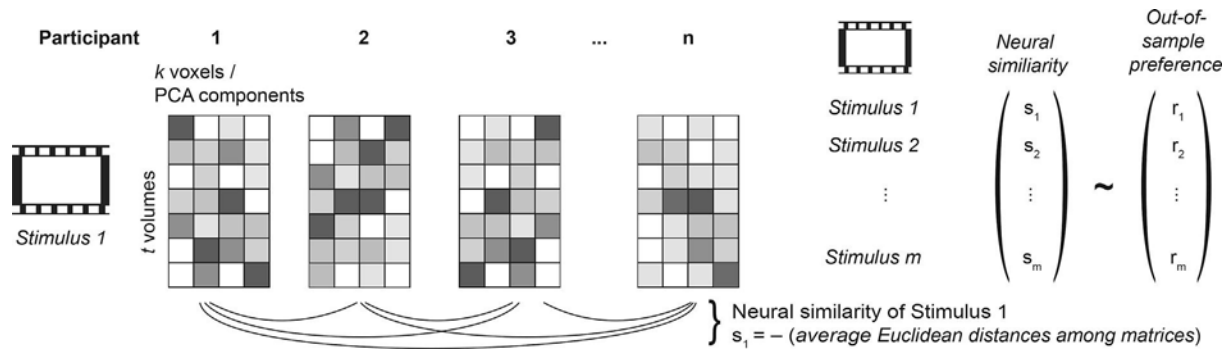 Participant 1 2 3 ... n
k voxels /
PCA components
t volumes
Stimulus 1
Neural similarity of Stimulus 1
s1 = – (average Euclidean distances among matrices)
Neural
similiarity
Out-of-
sample
preference
Stimulus 1 s1 r1
Stimulus 2 s2 ~ r2
⋮ ⋮ ⋮
Stimulus m sm rm